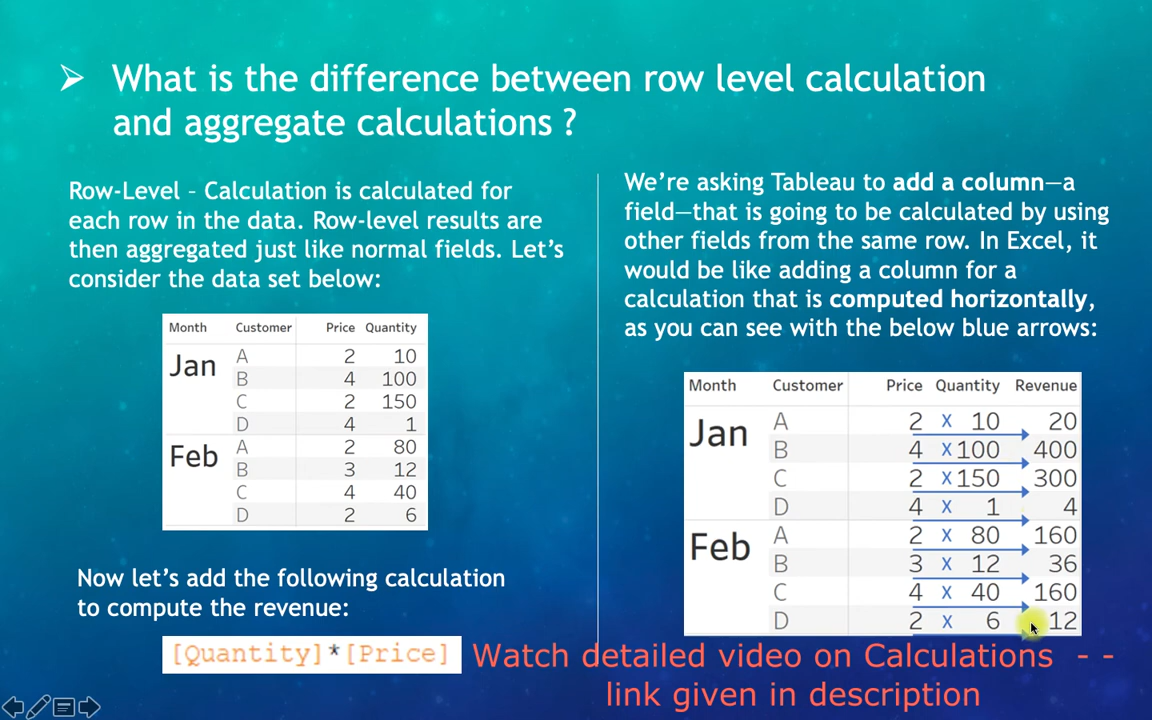 ➢ What is the difference between row level calculation
and aggregate calculations ?
Row-Level – Calculation is calculated for
each row in the data. Row-level results are
then aggregated just like normal fields. Let's
consider the data set below:
Month Customer Price Quantity
Jan A 2 10
B 4 100
C 2 150
D 4 1
Feb A 2 80
B 3 12
C 4 40
D 2 6
Now let's add the following calculation
to compute the revenue:
[Quantity]*[Price]
We're asking Tableau to add a column—a
field—that is going to be calculated by using
other fields from the same row. In Excel, it
would be like adding a column for a
calculation that is computed horizontally,
as you can see with the below blue arrows:
Month Customer Price Quantity Revenue
Jan A 2 x 10 20
B 4 x 100 400
C 2 x 150 300
D 4 x 1 4
Feb A 2 x 80 160
B 3 x 12 36
C 4 x 40 160
D 2 x 6 12
Watch detailed video on Calculations - -
link given in description